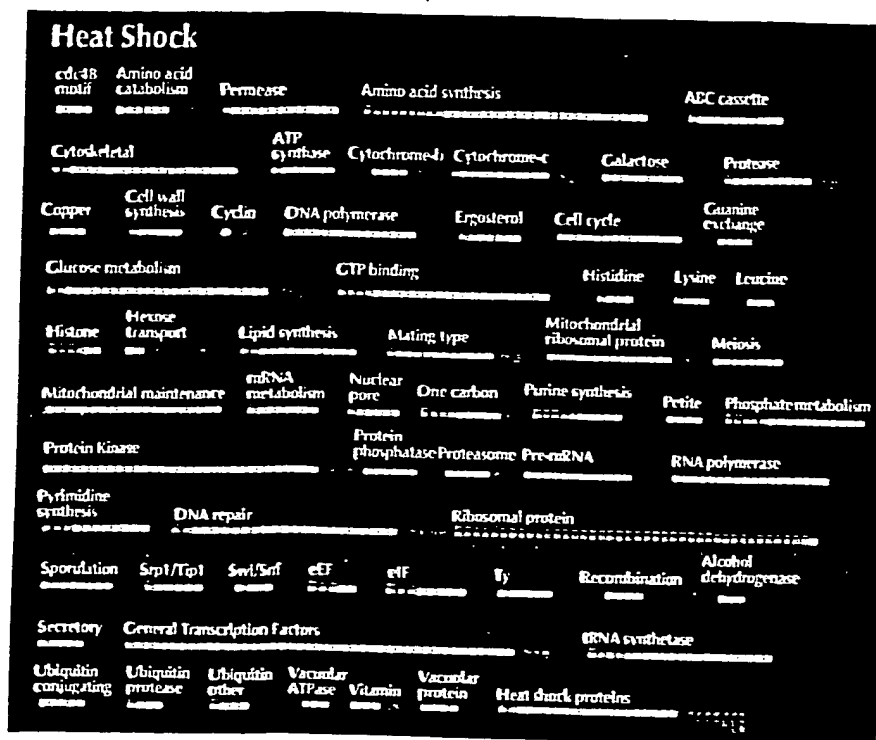 Heat Shock
cdc48 motif
Amino acid catabolism
Permease
Amino acid synthesis
ABC cassette
Cytoskeletal
ATP synthase
Cytochrome-b
Cytochrome-c
Galactose
Protease
Copper
Cell wall synthesis
Cyclin
DNA polymerase
Ergosterol
Cell cycle
Guanine exchange
Glucose metabolism
GTP binding
Histidine
Lysine
Leucine
Histone
Hexose transport
Lipid synthesis
Mating type
Mitochondrial ribosomal protein
Meiosis
Mitochondrial maintenance
mRNA metabolism
Nuclear pore
One carbon
Purine synthesis
Petite
Phosphate metabolism
Protein Kinase
Protein phosphatase
Proteasome
Pre-mRNA
RNA polymerase
Pyrimidine synthesis
DNA repair
Ribosomal protein
Sporulation
Srp1/Tip1
Swi/Snf
eEF
eIF
Ty
Recombination
Alcohol dehydrogenase
Secretory
General Transcription Factors
tRNA synthetase
Ubiquitin conjugating
Ubiquitin protease
Ubiquitin other
Vacuolar ATPase
Vitamin
Vacuolar protein
Heat shock proteins